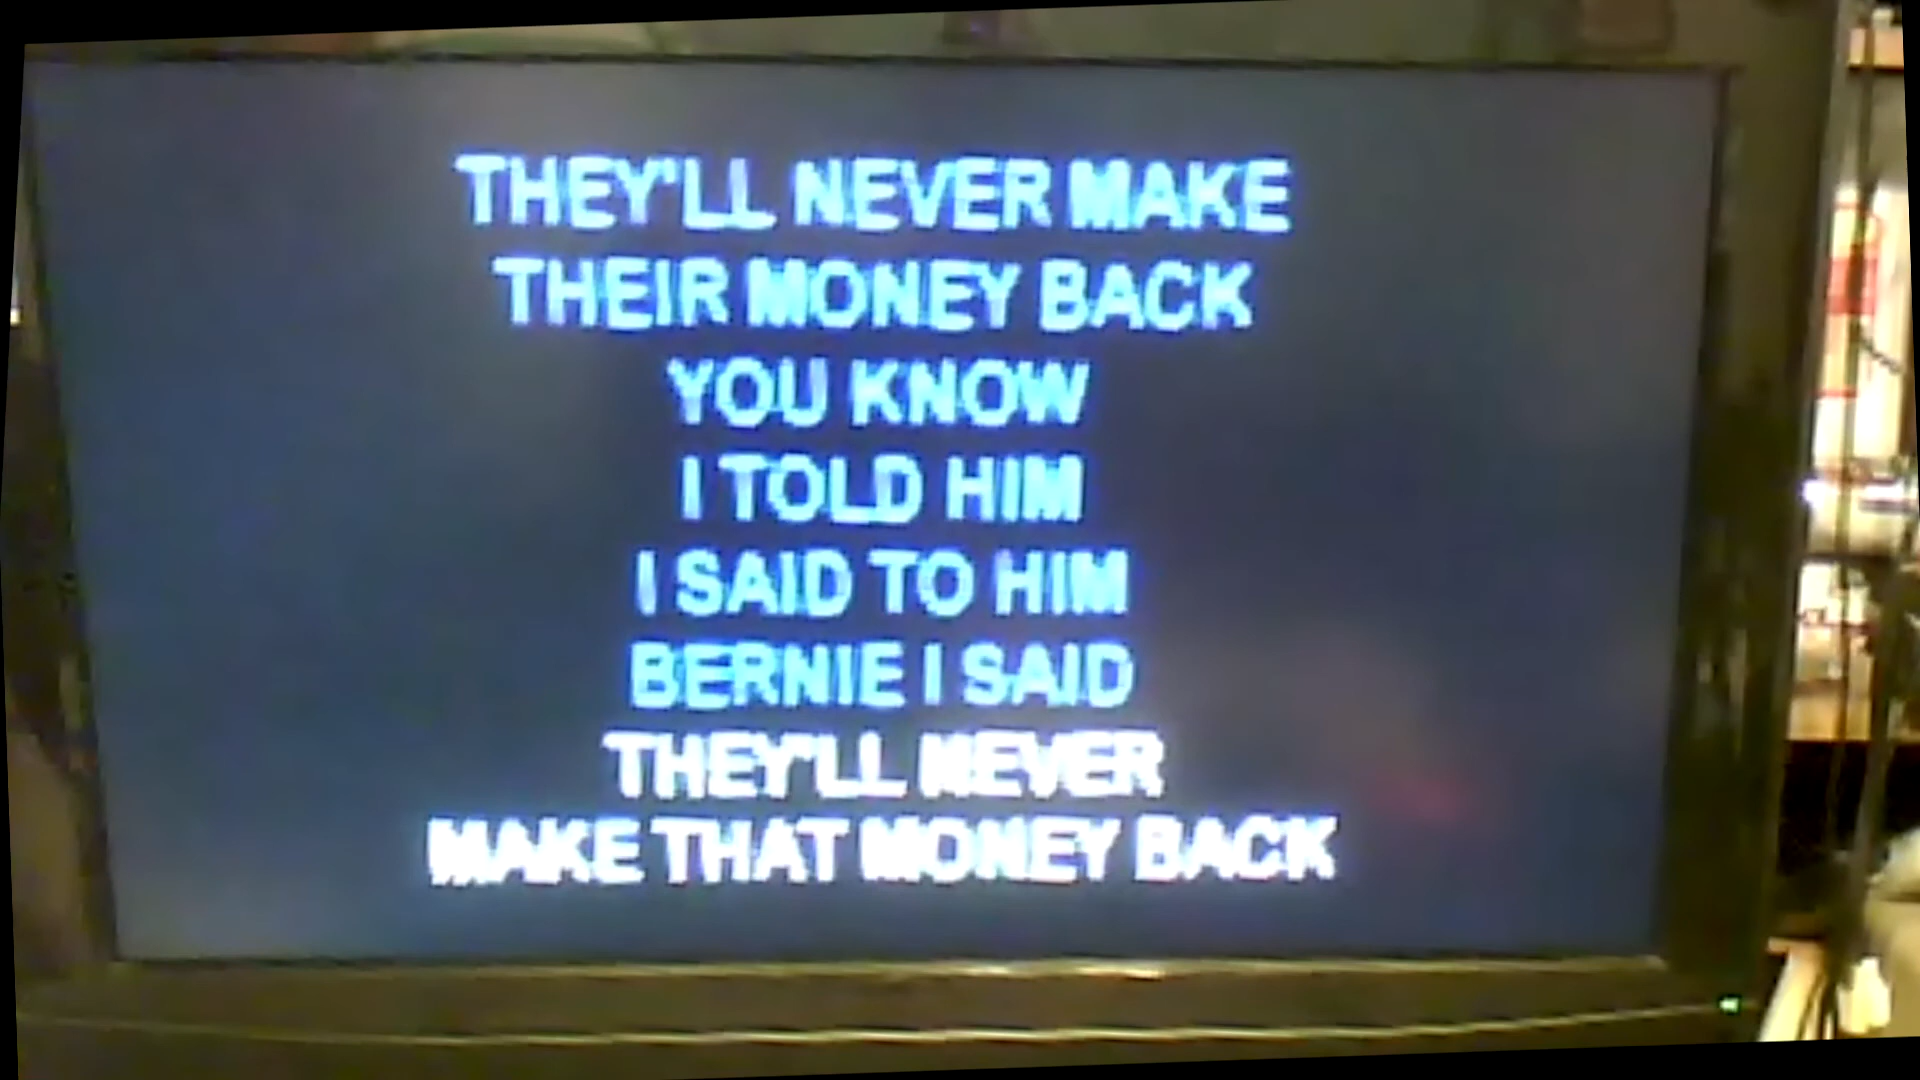 THEY'LL NEVER MAKE
THEIR MONEY BACK
YOU KNOW
I TOLD HIM
I SAID TO HIM
BERNIE I SAID
THEY'LL NEVER
MAKE THAT MONEY BACK